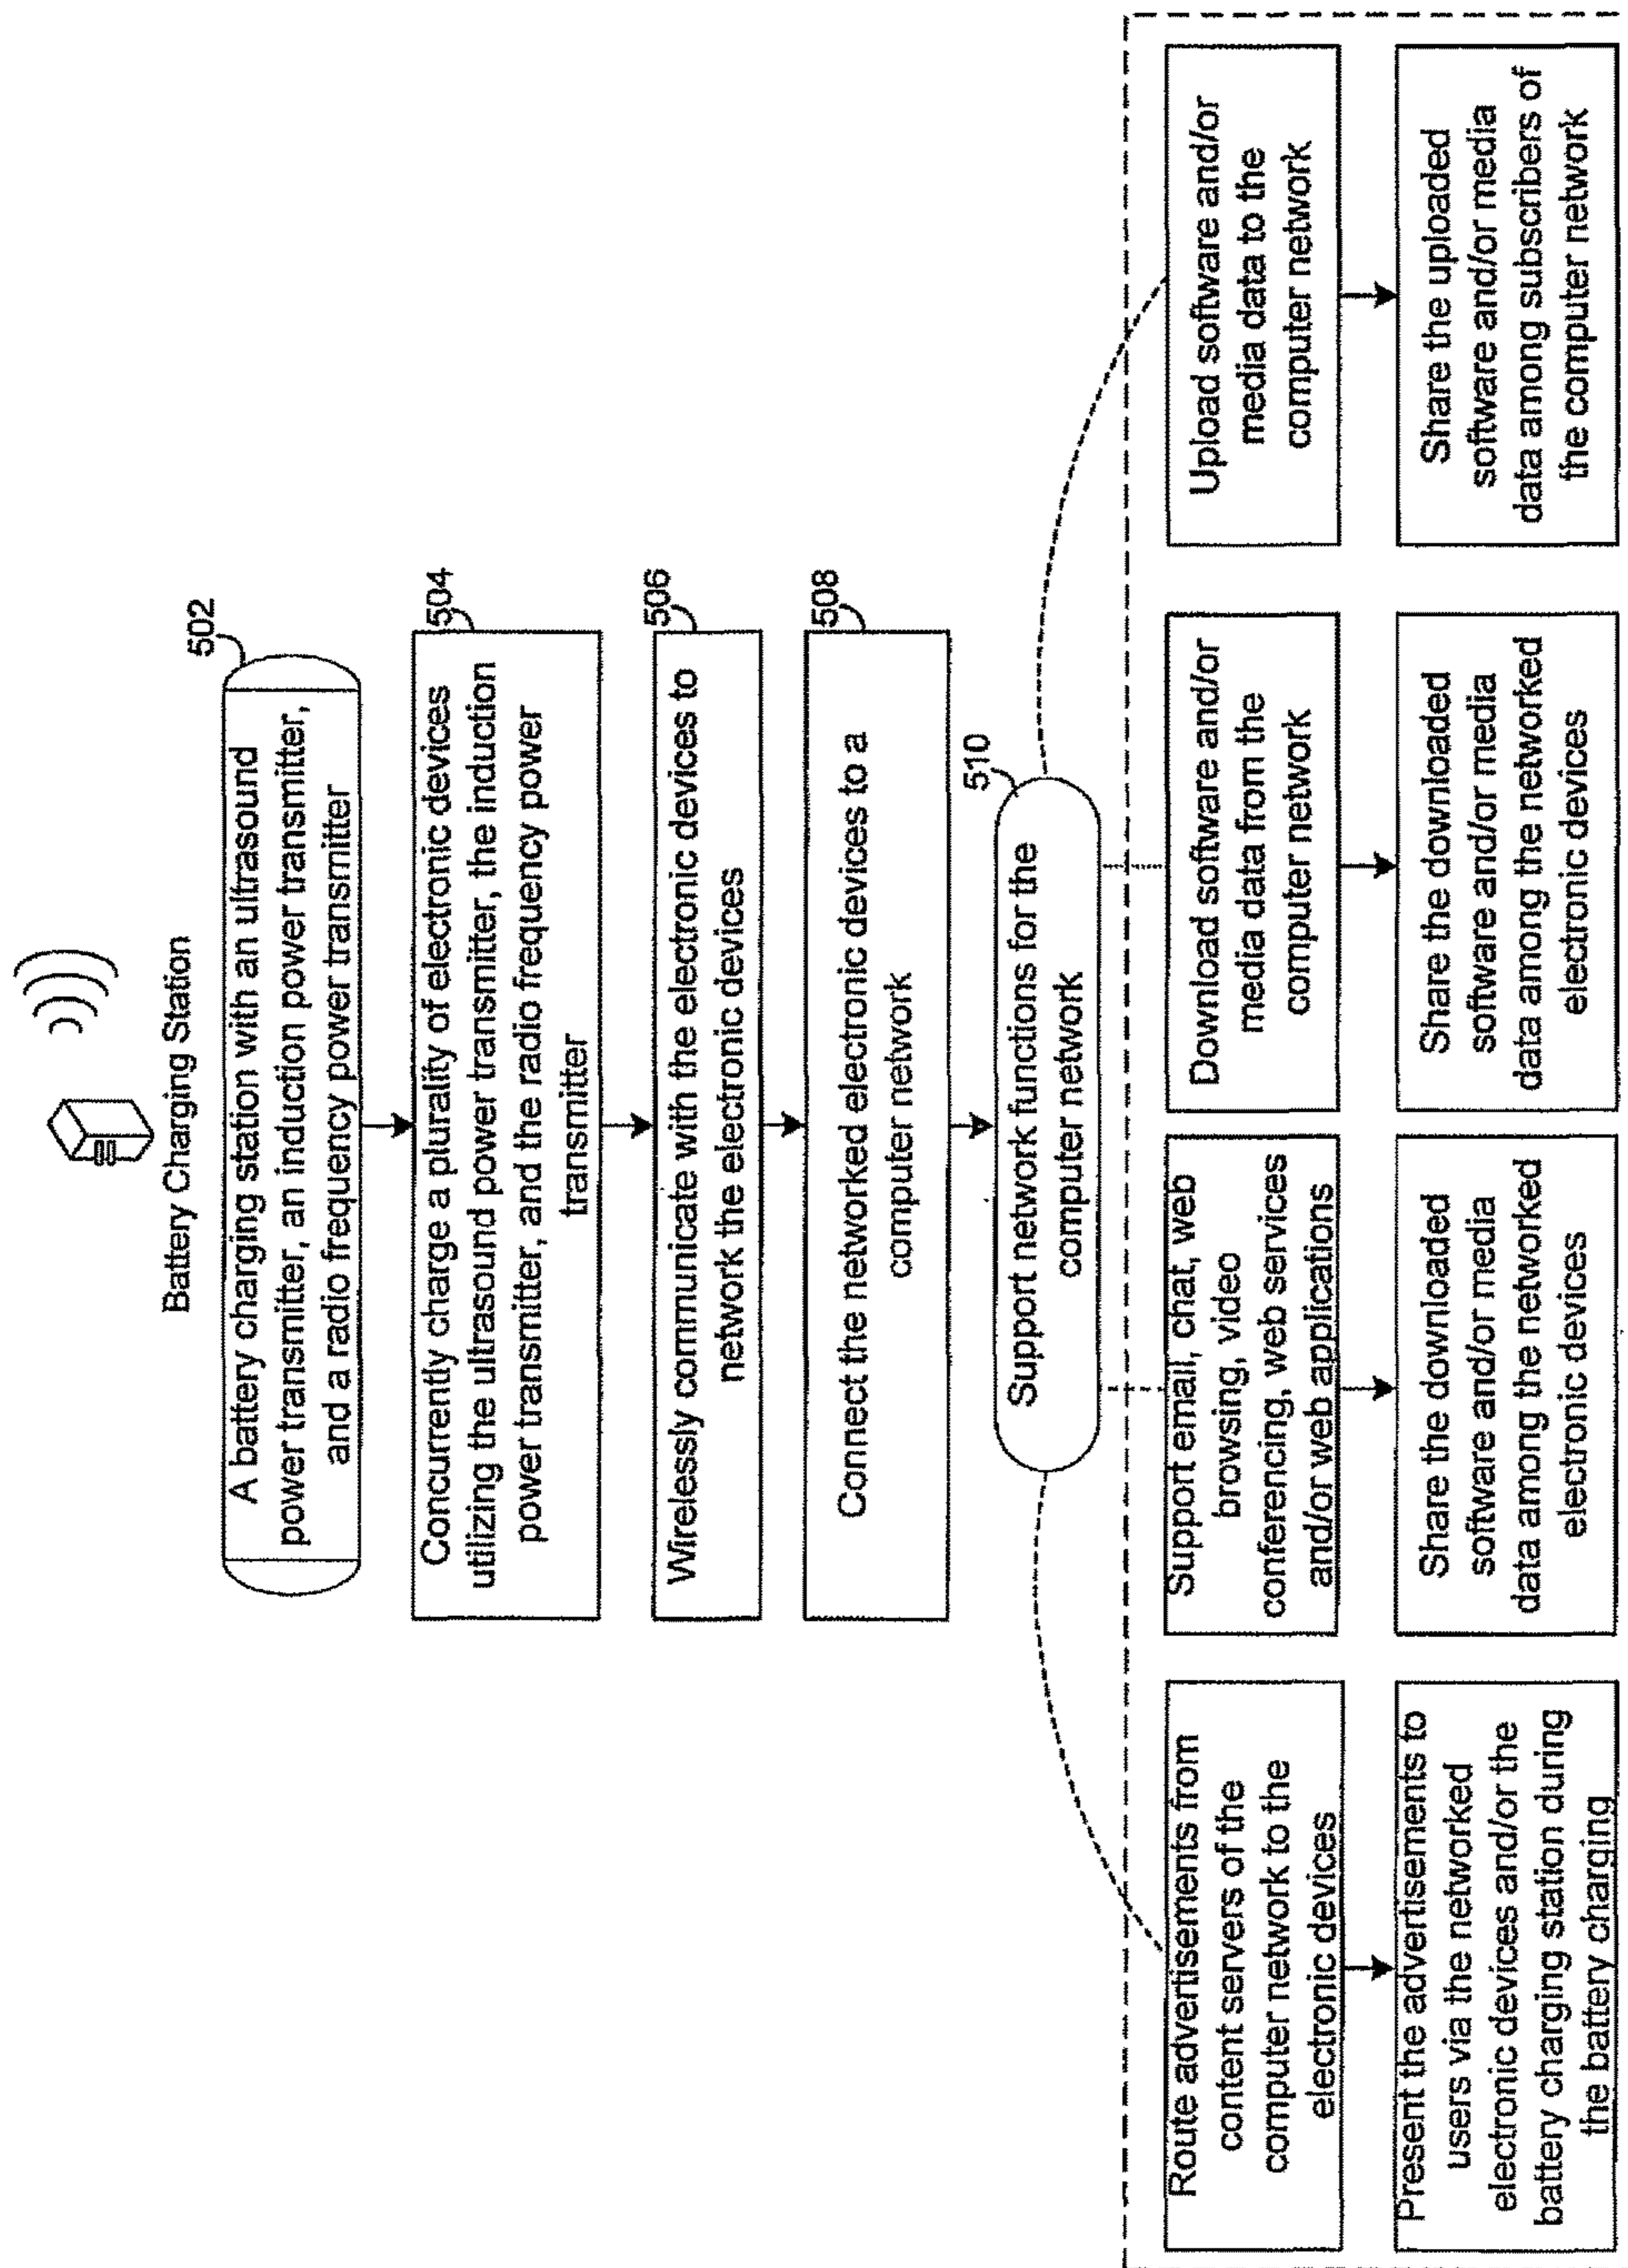 Battery Charging Station
502
A battery charging station with an ultrasound
power transmitter, an induction power transmitter,
and a radio frequency power transmitter
504
Concurrently charge a plurality of electronic devices
utilizing the ultrasound power transmitter, the induction
power transmitter, and the radio frequency power
transmitter
506
Wirelessly communicate with the electronic devices to
network the electronic devices
508
Connect the networked electronic devices to a
computer network
510
Support network functions for the
computer network
Route advertisements from
content servers of the
computer network to the
electronic devices
Present the advertisements to
users via the networked
electronic devices and/or the
battery charging station during
the battery charging
Support email, chat, web
browsing, video
conferencing, web services
and/or web applications
Share the downloaded
software and/or media
data among the networked
electronic devices
Download software and/or
media data from the
computer network
Share the downloaded
software and/or media
data among the networked
electronic devices
Upload software and/or
media data to the
computer network
Share the uploaded
software and/or media
data among subscribers of
the computer network